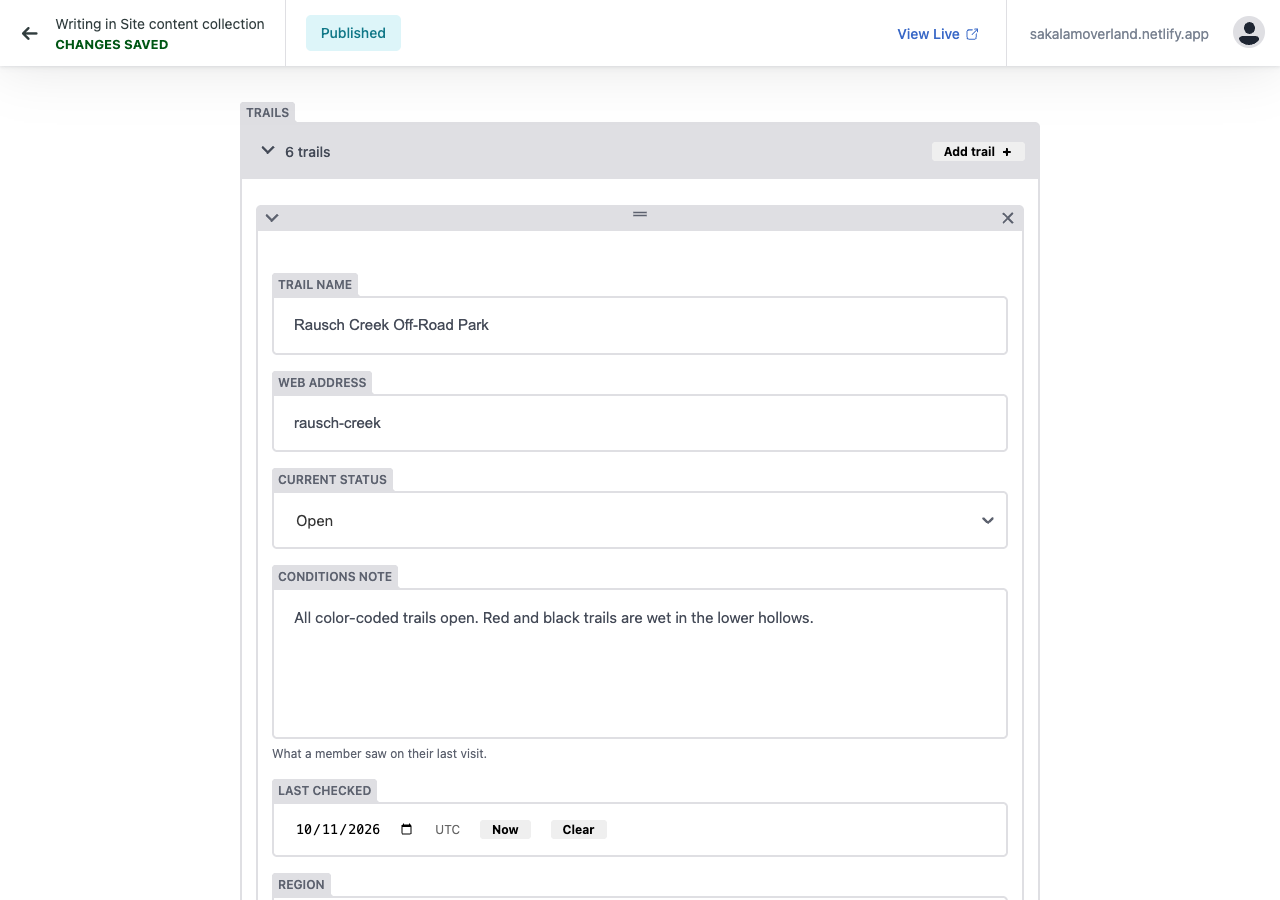 Writing in Site content collection
CHANGES SAVED
Published
View Live
sakalamoverland.netlify.app
TRAILS
6 trails
Add trail +
TRAIL NAME
Rausch Creek Off-Road Park
WEB ADDRESS
rausch-creek
CURRENT STATUS
Open
CONDITIONS NOTE
All color-coded trails open. Red and black trails are wet in the lower hollows.
What a member saw on their last visit.
LAST CHECKED
10/11/2026 UTC Now Clear
REGION